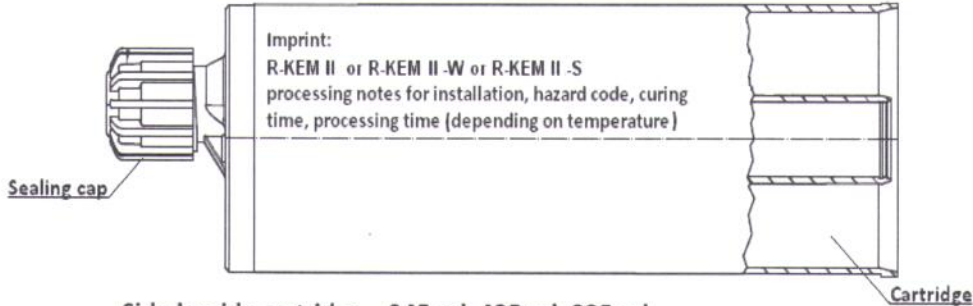 Imprint:
R-KEM II or R-KEM II -W or R-KEM II -S
processing notes for installation, hazard code, curing
time, processing time (depending on temperature)
Sealing cap
Cartridge